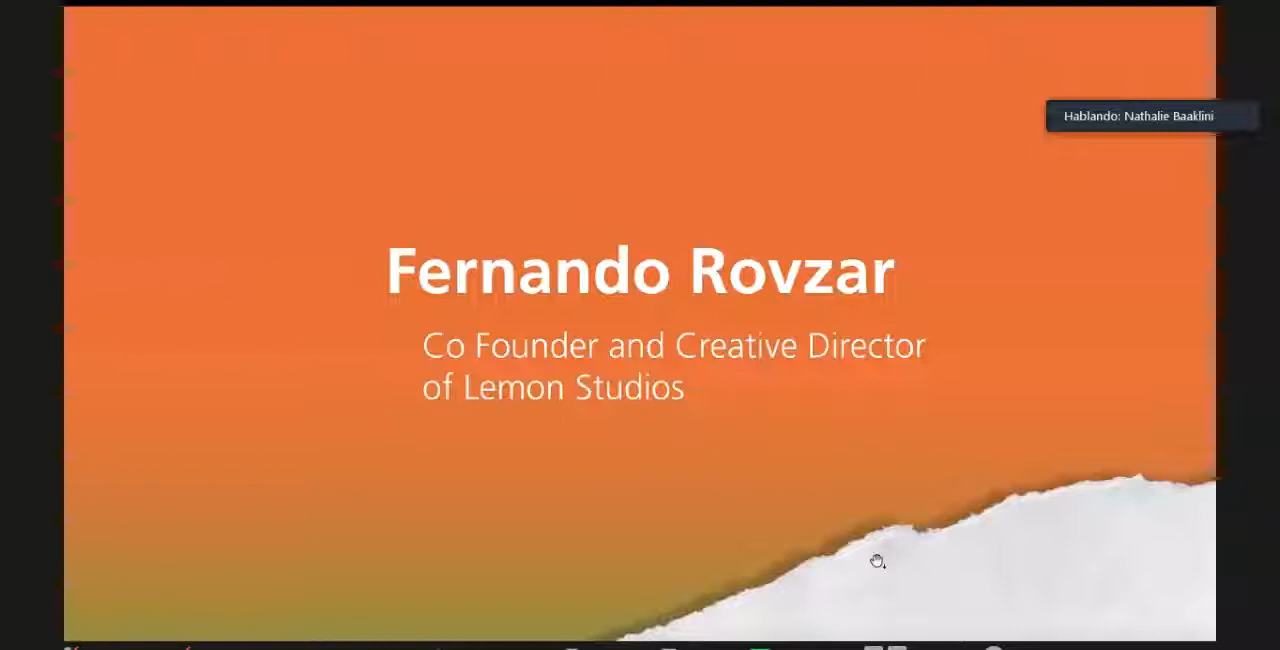 Hablando: Nathalie Baaklini
Fernando Rovzar
Co Founder and Creative Director
of Lemon Studios